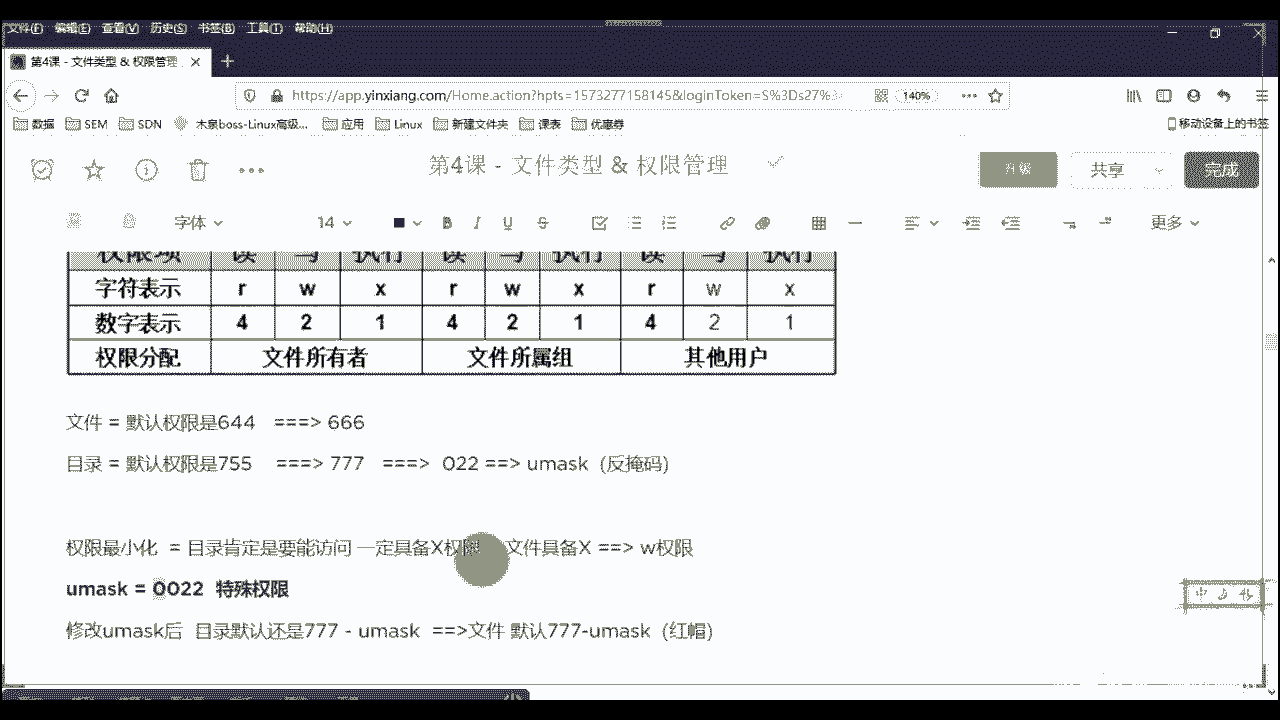 文件(F) 编辑(E) 查看(V) 历史(S) 书签(B) 工具(T) 帮助(H)
第4课 - 文件类型 & 权限管理
https://app.yinxiang.com/Home.action?hpts=1573277158145&loginToken=S%3Ds27%3
140%
数据 SEM SDN 木泉boss-Linux高级... 应用 Linux 新建文件夹 课表 优惠券 移动设备上的书签
第4课 - 文件类型 & 权限管理
升级 共享 完成
字体 14 B I U S 更多
权限项 读 写 执行 读 写 执行 读 写 执行
字符表示 r w x r w x r w x
数字表示 4 2 1 4 2 1 4 2 1
权限分配 文件所有者 文件所属组 其他用户
文件 = 默认权限是644 ===> 666
目录 = 默认权限是755 ===> 777 ===> 022 ==> umask (反掩码)
权限最小化 = 目录肯定是要能访问 一定具备X权限 文件具备X ==> w权限
umask = 0022 特殊权限
修改umask后 目录默认还是777 - umask ==>文件 默认777-umask (红帽)